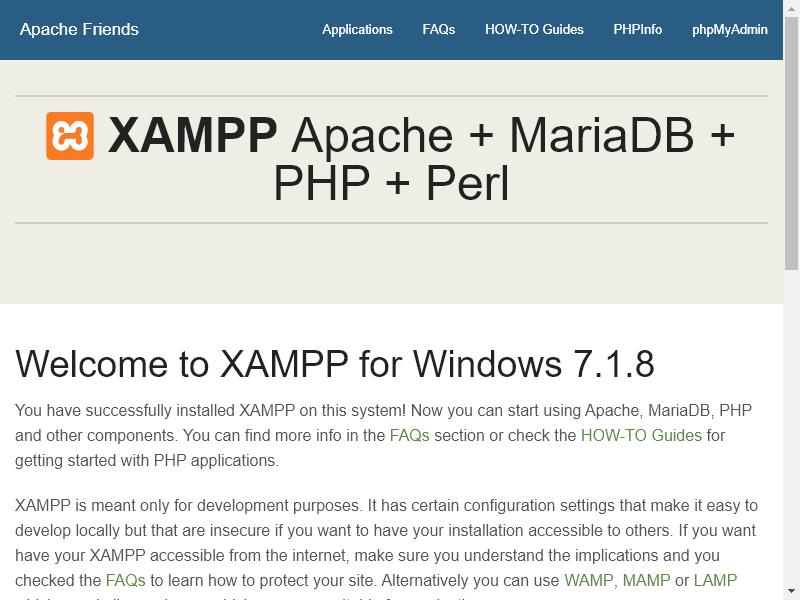 Apache Friends
Applications
FAQs
HOW-TO Guides
PHPInfo
phpMyAdmin
XAMPP Apache + MariaDB +
PHP + Perl
Welcome to XAMPP for Windows 7.1.8
You have successfully installed XAMPP on this system! Now you can start using Apache, MariaDB, PHP
and other components. You can find more info in the FAQs section or check the HOW-TO Guides for
getting started with PHP applications.
XAMPP is meant only for development purposes. It has certain configuration settings that make it easy to
develop locally but that are insecure if you want to have your installation accessible to others. If you want
have your XAMPP accessible from the internet, make sure you understand the implications and you
checked the FAQs to learn how to protect your site. Alternatively you can use WAMP, MAMP or LAMP